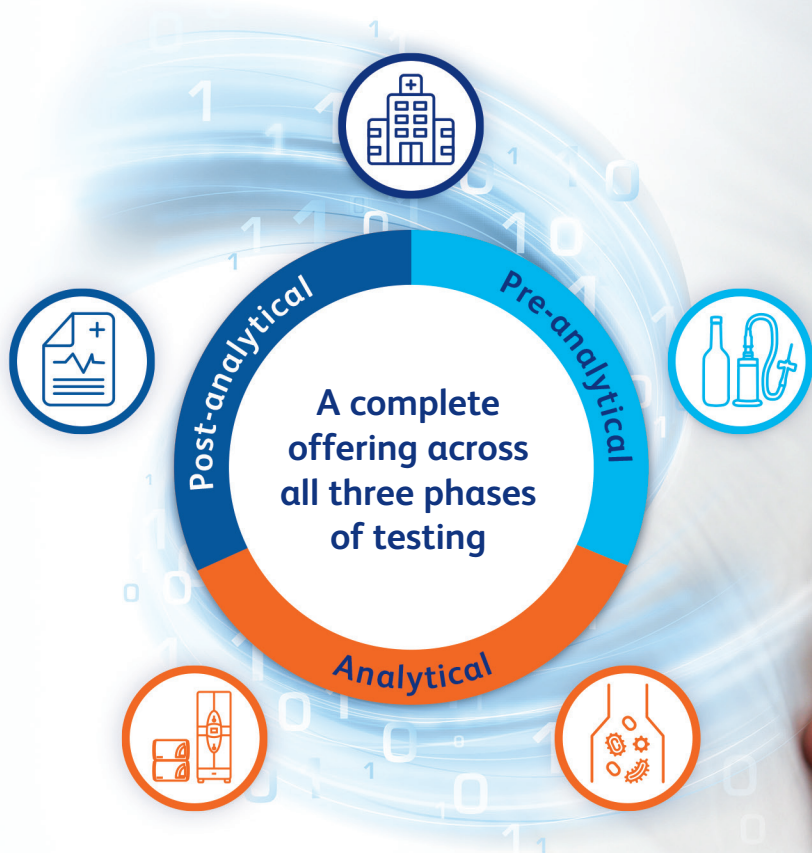 Post-analytical
Pre-analytical
A complete
offering across
all three phases
of testing
Analytical